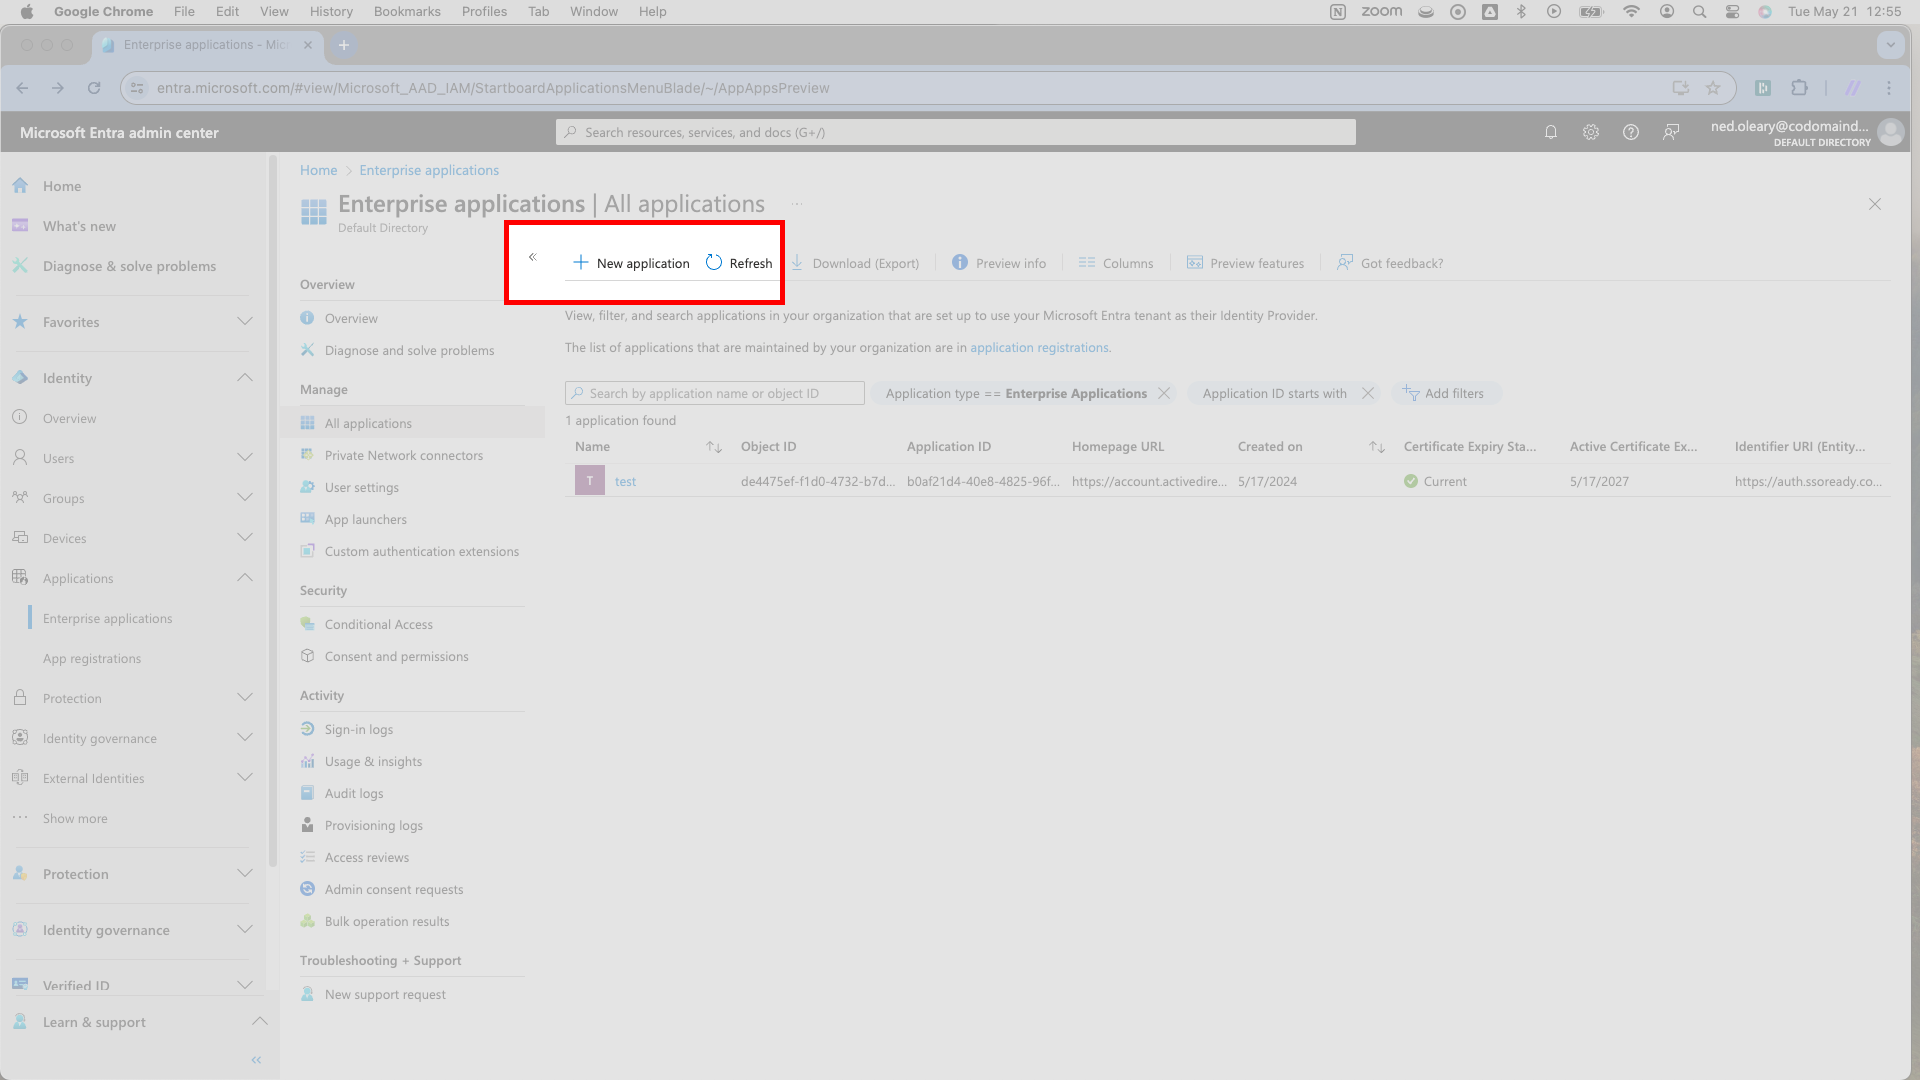 Google Chrome File Edit View History Bookmarks Profiles Tab Window Help zoom Tue May 21 12:55
Enterprise applications - Mic
entra.microsoft.com/#view/Microsoft_AAD_IAM/StartboardApplicationsMenuBlade/~/AppAppsPreview
Microsoft Entra admin center
Search resources, services, and docs (G+/)
ned.oleary@codomaind...
DEFAULT DIRECTORY
Home
What's new
Diagnose & solve problems
Favorites
Identity
Overview
Users
Groups
Devices
Applications
Enterprise applications
App registrations
Protection
Identity governance
External Identities
Show more
Protection
Identity governance
Verified ID
Learn & support
Home > Enterprise applications
Enterprise applications | All applications ...
Default Directory
Overview
Overview
Diagnose and solve problems
Manage
All applications
Private Network connectors
User settings
App launchers
Custom authentication extensions
Security
Conditional Access
Consent and permissions
Activity
Sign-in logs
Usage & insights
Audit logs
Provisioning logs
Access reviews
Admin consent requests
Bulk operation results
Troubleshooting + Support
New support request
« + New application Refresh Download (Export) Preview info Columns Preview features Got feedback?
View, filter, and search applications in your organization that are set up to use your Microsoft Entra tenant as their Identity Provider.
The list of applications that are maintained by your organization are in application registrations.
Search by application name or object ID Application type == Enterprise Applications Application ID starts with Add filters
1 application found
Name Object ID Application ID Homepage URL Created on Certificate Expiry Sta... Active Certificate Ex... Identifier URI (Entity...
T test de4475ef-f1d0-4732-b7d... b0af21d4-40e8-4825-96f... https://account.activedire... 5/17/2024 Current 5/17/2027 https://auth.ssoready.co...